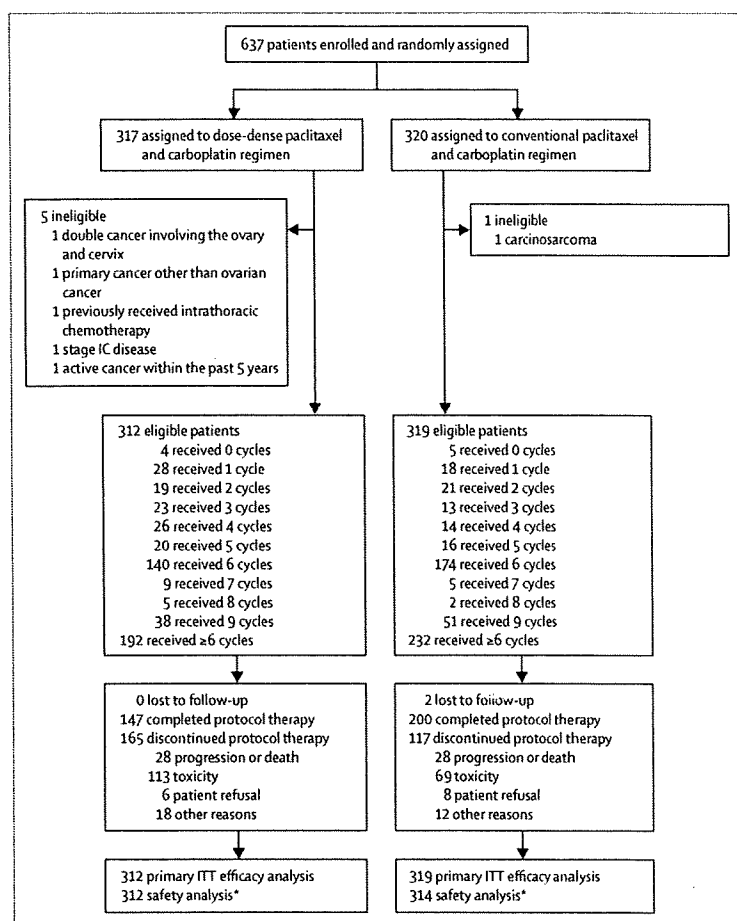 637 patients enrolled and randomly assigned
317 assigned to dose-dense paclitaxel
and carboplatin regimen
320 assigned to conventional paclitaxel
and carboplatin regimen
5 ineligible
1 double cancer involving the ovary
and cervix
1 primary cancer other than ovarian
cancer
1 previously received intrathoracic
chemotherapy
1 stage IC disease
1 active cancer within the past 5 years
1 ineligible
1 carcinosarcoma
312 eligible patients
4 received 0 cycles
28 received 1 cycle
19 received 2 cycles
23 received 3 cycles
26 received 4 cycles
20 received 5 cycles
140 received 6 cycles
9 received 7 cycles
5 received 8 cycles
38 received 9 cycles
192 received ≥6 cycles
319 eligible patients
5 received 0 cycles
18 received 1 cycle
21 received 2 cycles
13 received 3 cycles
14 received 4 cycles
16 received 5 cycles
174 received 6 cycles
5 received 7 cycles
2 received 8 cycles
51 received 9 cycles
232 received ≥6 cycles
0 lost to follow-up
147 completed protocol therapy
165 discontinued protocol therapy
28 progression or death
113 toxicity
6 patient refusal
18 other reasons
2 lost to follow-up
200 completed protocol therapy
117 discontinued protocol therapy
28 progression or death
69 toxicity
8 patient refusal
12 other reasons
312 primary ITT efficacy analysis
312 safety analysis*
319 primary ITT efficacy analysis
314 safety analysis*